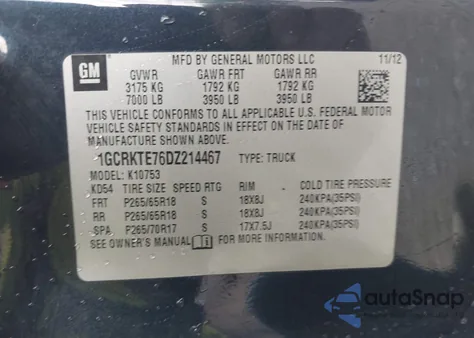 GM
MFD BY GENERAL MOTORS LLC 11/12
GVWR GAWR FRT GAWR RR
3175 KG 1792 KG 1792 KG
7000 LB 3950 LB 3950 LB
THIS VEHICLE CONFORMS TO ALL APPLICABLE U.S. FEDERAL MOTOR
VEHICLE SAFETY STANDARDS IN EFFECT ON THE DATE OF
MANUFACTURE SHOWN ABOVE.
1GCRKTE76DZ214467 TYPE: TRUCK
MODEL: K10753
KD54 TIRE SIZE SPEED RTG RIM COLD TIRE PRESSURE
FRT P265/65R18 S 18X8J 240KPA(35PSI)
RR P265/65R18 S 18X8J 240KPA(35PSI)
SPA P265/70R17 S 17X7.5J 240KPA(35PSI)
SEE OWNER'S MANUAL FOR MORE INFORMATION.
autaSnap